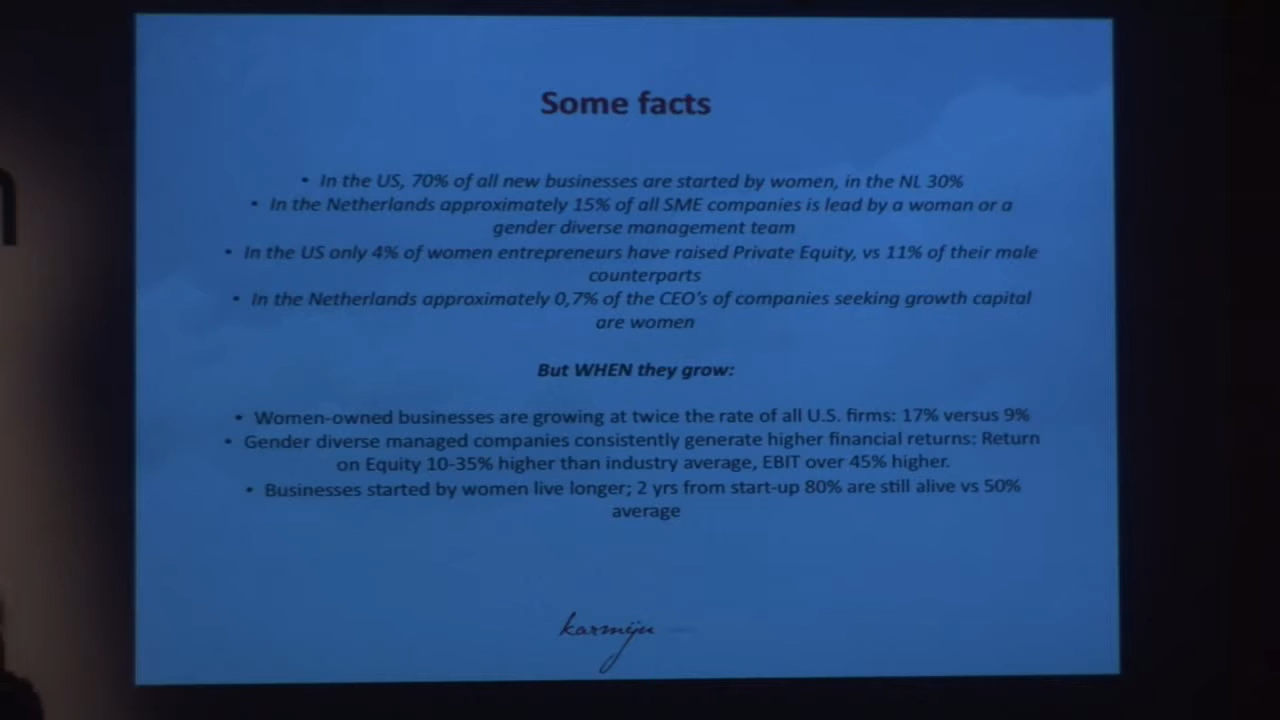 Some facts
• In the US, 70% of all new businesses are started by women, in the NL 30%
• In the Netherlands approximately 15% of all SME companies is lead by a woman or a
gender diverse management team
• In the US only 4% of women entrepreneurs have raised Private Equity, vs 11% of their male
counterparts
• In the Netherlands approximately 0,7% of the CEO's of companies seeking growth capital
are women
But WHEN they grow:
• Women-owned businesses are growing at twice the rate of all U.S. firms: 17% versus 9%
• Gender diverse managed companies consistently generate higher financial returns: Return
on Equity 10-35% higher than industry average, EBIT over 45% higher.
• Businesses started by women live longer; 2 yrs from start-up 80% are still alive vs 50%
average
karmiju